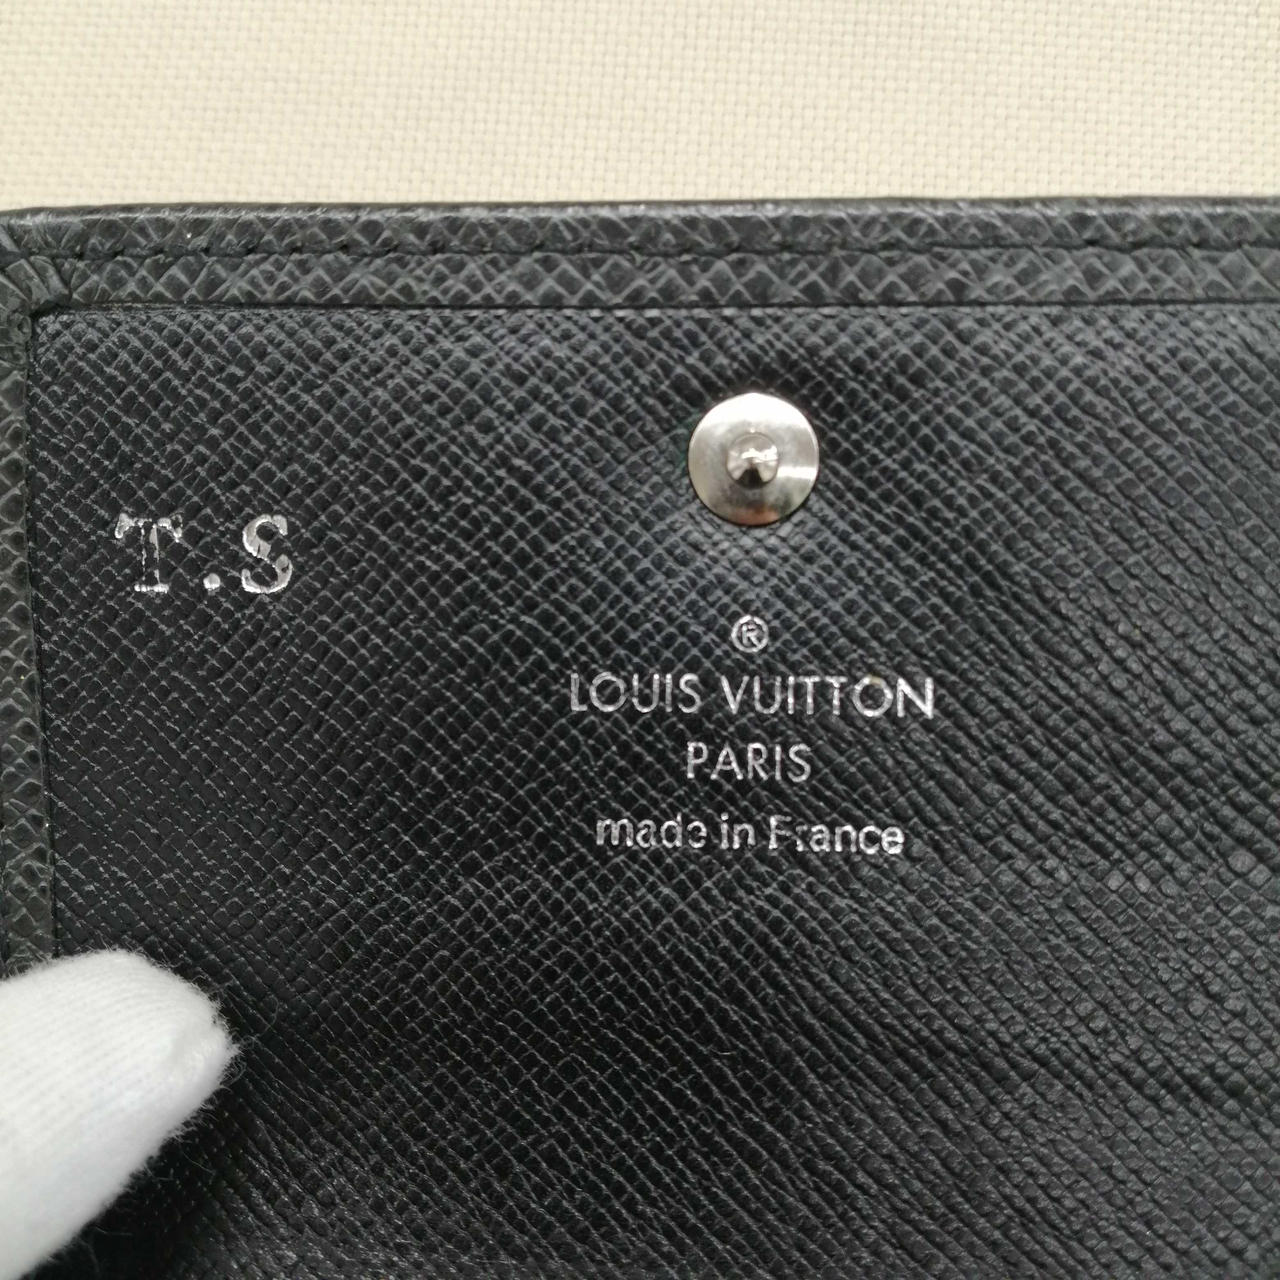 T.S
®
LOUIS VUITTON
PARIS
made in France